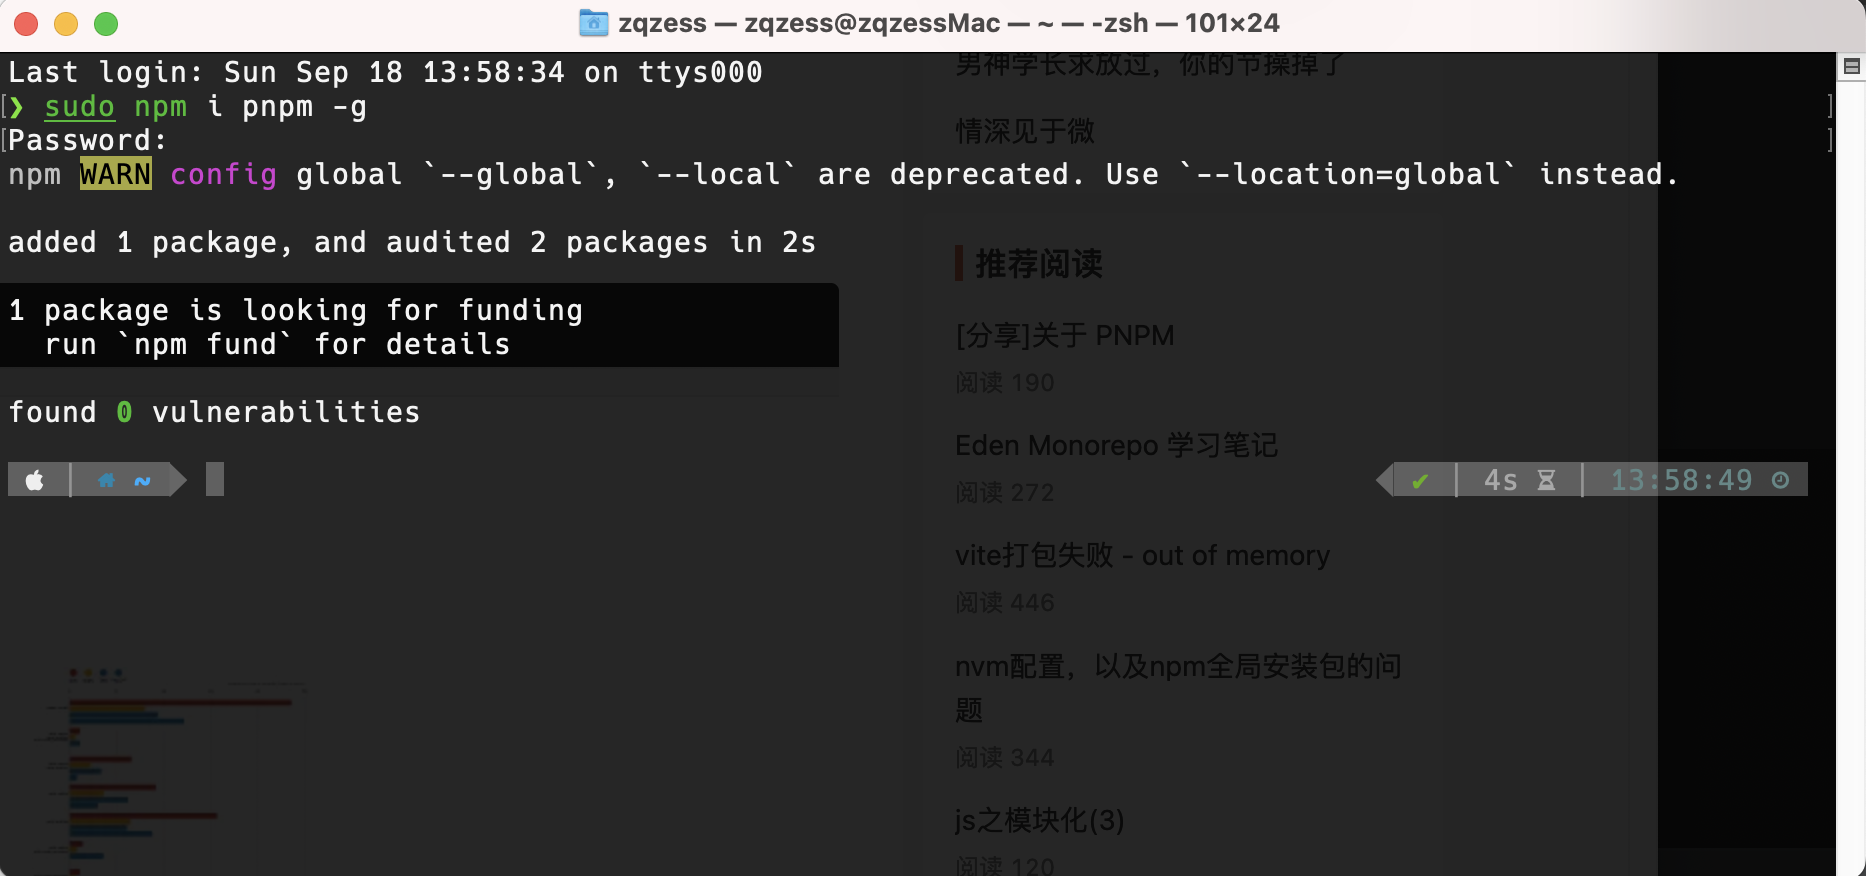 zqzess — zqzess@zqzessMac — ~ — -zsh — 101×24
Last login: Sun Sep 18 13:58:34 on ttys000
[❯ sudo npm i pnpm -g ]
[Password: ]
npm WARN config global `--global`, `--local` are deprecated. Use `--location=global` instead.
added 1 package, and audited 2 packages in 2s
1 package is looking for funding
run `npm fund` for details
found 0 vulnerabilities
~
✔ 4s 13:58:49
男神学长求放过，你的节操掉了
情深见于微
推荐阅读
[分享]关于 PNPM
阅读 190
Eden Monorepo 学习笔记
阅读 272
vite打包失败 - out of memory
阅读 446
nvm配置，以及npm全局安装包的问
题
阅读 344
js之模块化(3)
阅读 120